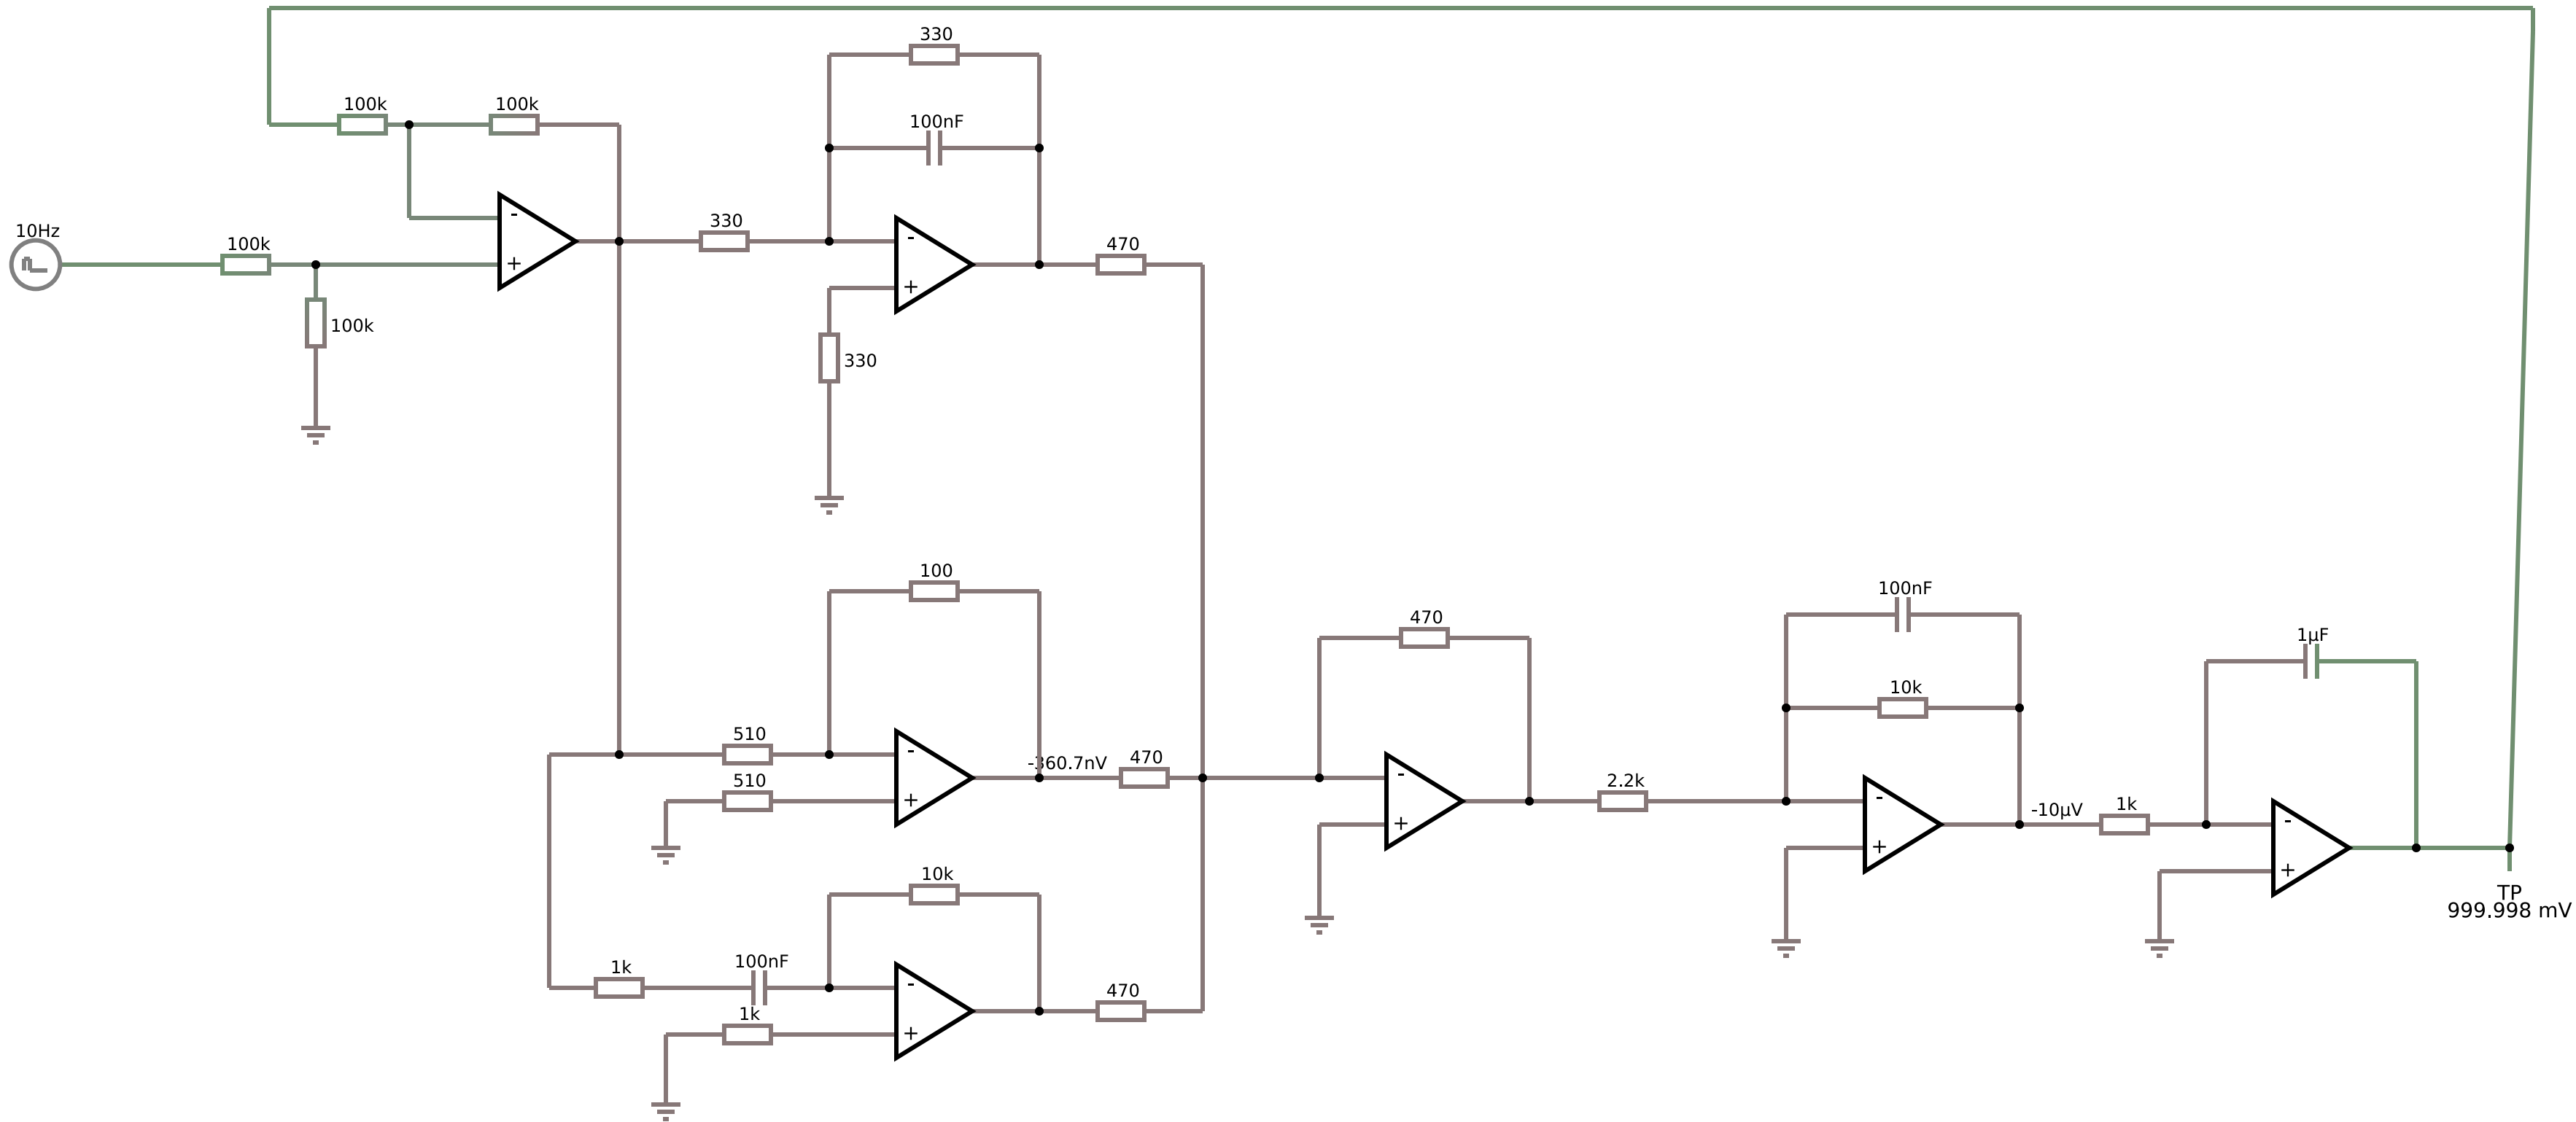 330
100k
100k
100nF
330
10Hz
100k
-
+
-
+
470
100k
330
100
100nF
470
10k
1µF
510
-360.7nV
470
510
-
+
2.2k
-
+
-10µV
1k
-
+
-
+
10k
TP
999.998 mV
1k
100nF
470
1k
-
+